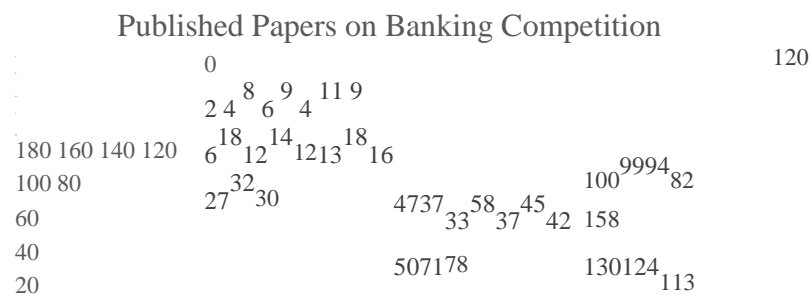 Published Papers on Banking Competition
0 120
2 4 8 6 9 4 11 9
180 160 140 120 6 18 12 14 12 13 18 16
100 80 27 32 30 100 99 94 82
60 47 37 33 58 37 45 42 158
40
20 50 71 78 130 124 113